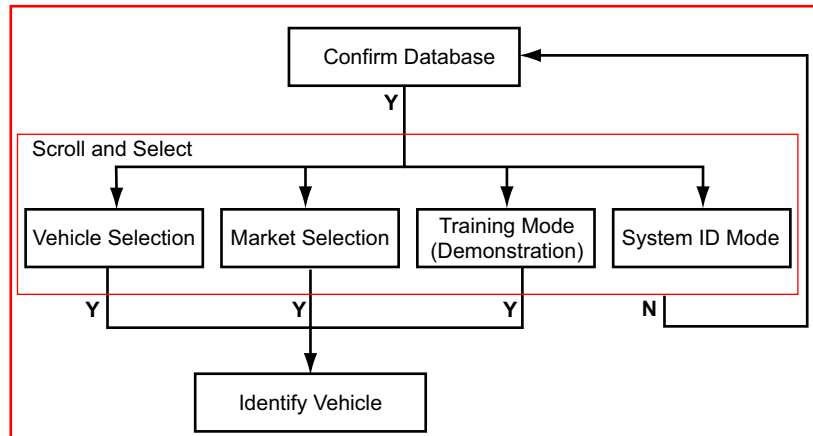 Confirm Database
Y
Scroll and Select
Vehicle Selection
Market Selection
Training Mode
(Demonstration)
System ID Mode
Y
Y
Y
N
Identify Vehicle